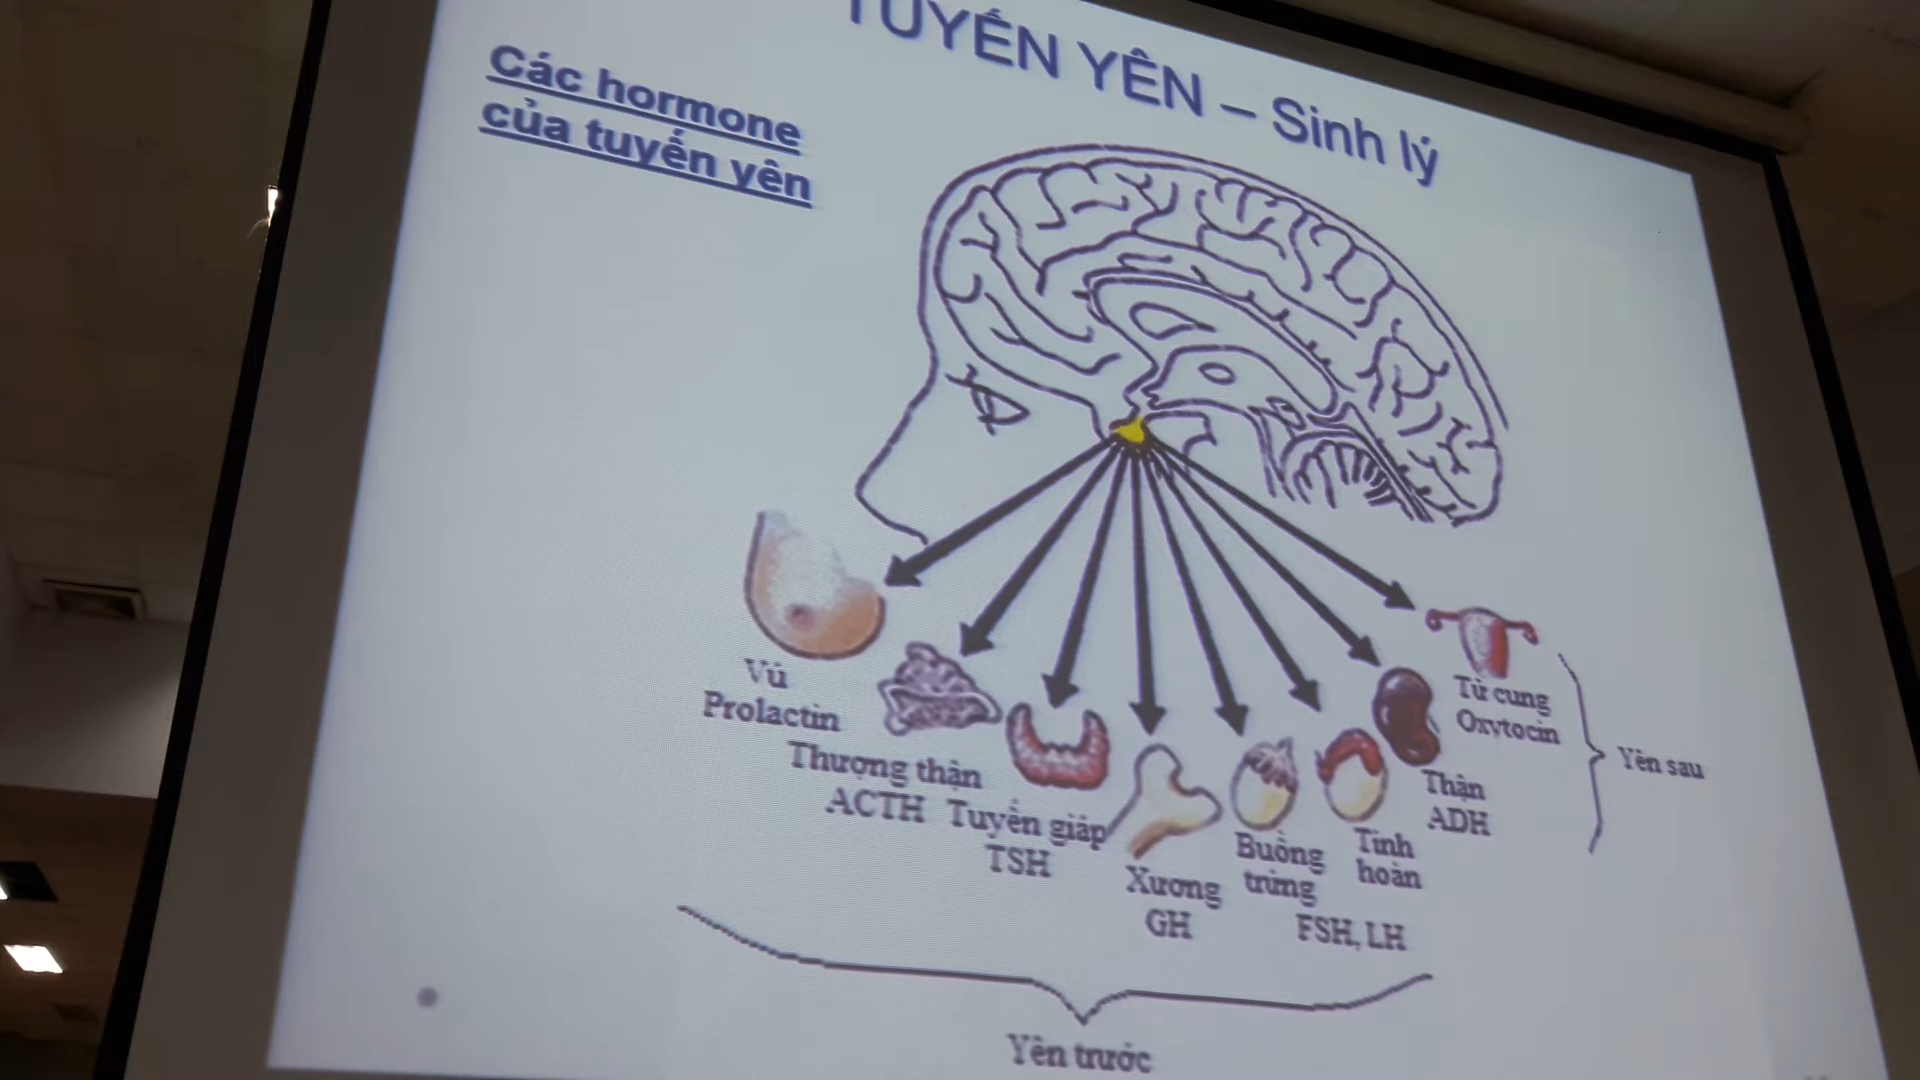 TUYẾN YÊN – Sinh lý
Các hormone
của tuyến yên
Vú
Prolactin
Thượng thận
ACTH
Tuyến giáp
TSH
Xương
GH
Buồng
trứng
Tinh
hoàn
FSH, LH
Thận
ADH
Tử cung
Oxytocin
Yên sau
Yên trước